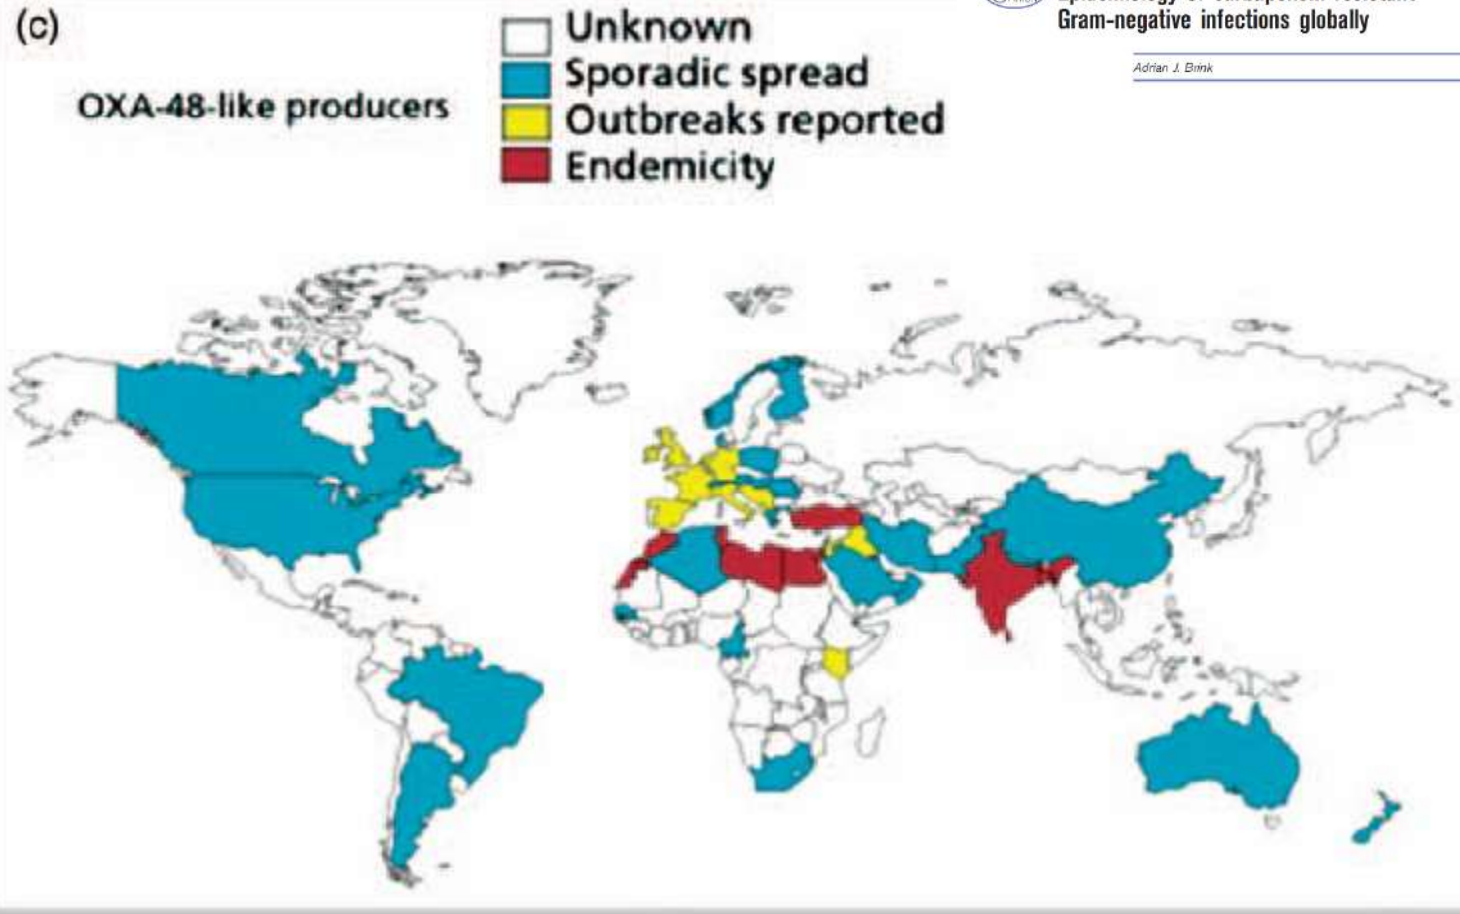 (c)
OXA-48-like producers
Unknown
Sporadic spread
Outbreaks reported
Endemicity
Gram-negative infections globally
Adrian J. Brink